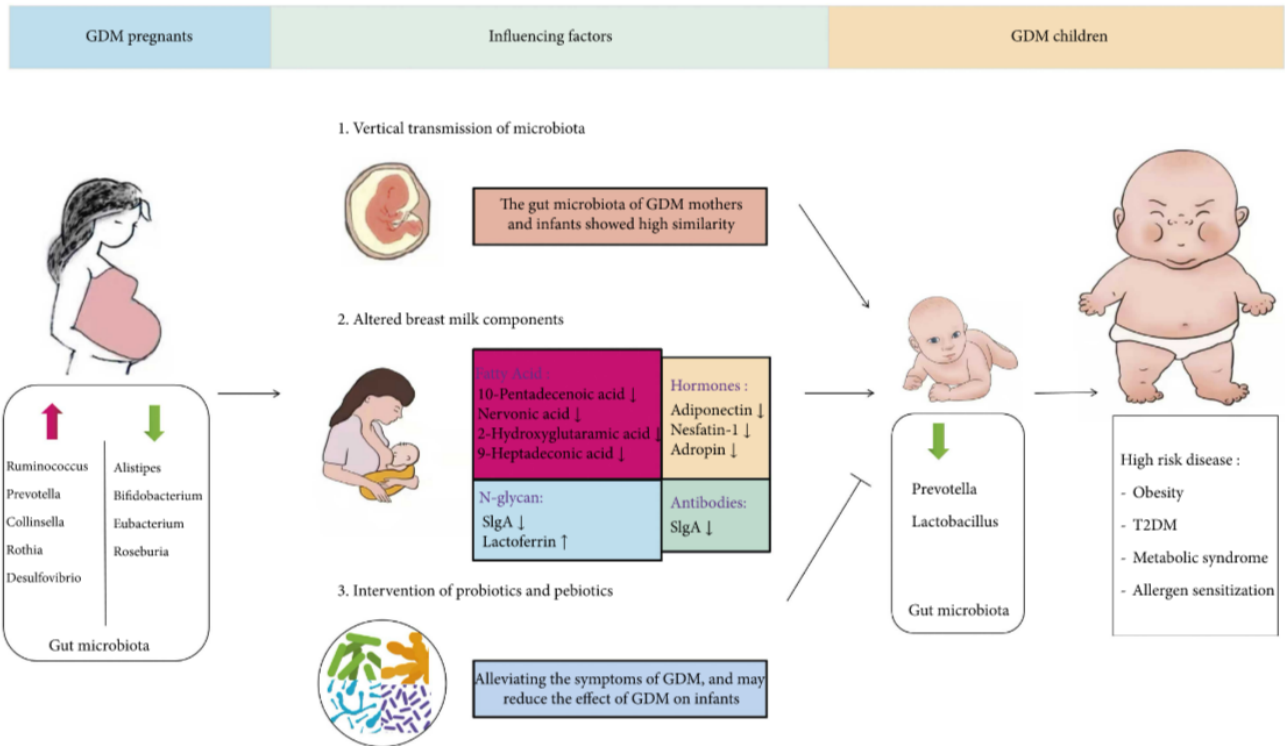 GDM pregnants
Influencing factors
GDM children
1. Vertical transmission of microbiota
The gut microbiota of GDM mothers
and infants showed high similarity
2. Altered breast milk components
Fatty Acid :
10-Pentadecenoic acid ↓
Nervonic acid ↓
2-Hydroxyglutaramic acid ↓
9-Heptadeconic acid ↓
Hormones :
Adiponectin ↓
Nesfatin-1 ↓
Adropin ↓
N-glycan:
SlgA ↓
Lactoferrin ↑
Antibodies:
SlgA ↓
3. Intervention of probiotics and pebiotics
Alleviating the symptoms of GDM, and may
reduce the effect of GDM on infants
Ruminococcus
Prevotella
Collinsella
Rothia
Desulfovibrio
Alistipes
Bifidobacterium
Eubacterium
Roseburia
Gut microbiota
Prevotella
Lactobacillus
Gut microbiota
High risk disease :
- Obesity
- T2DM
- Metabolic syndrome
- Allergen sensitization